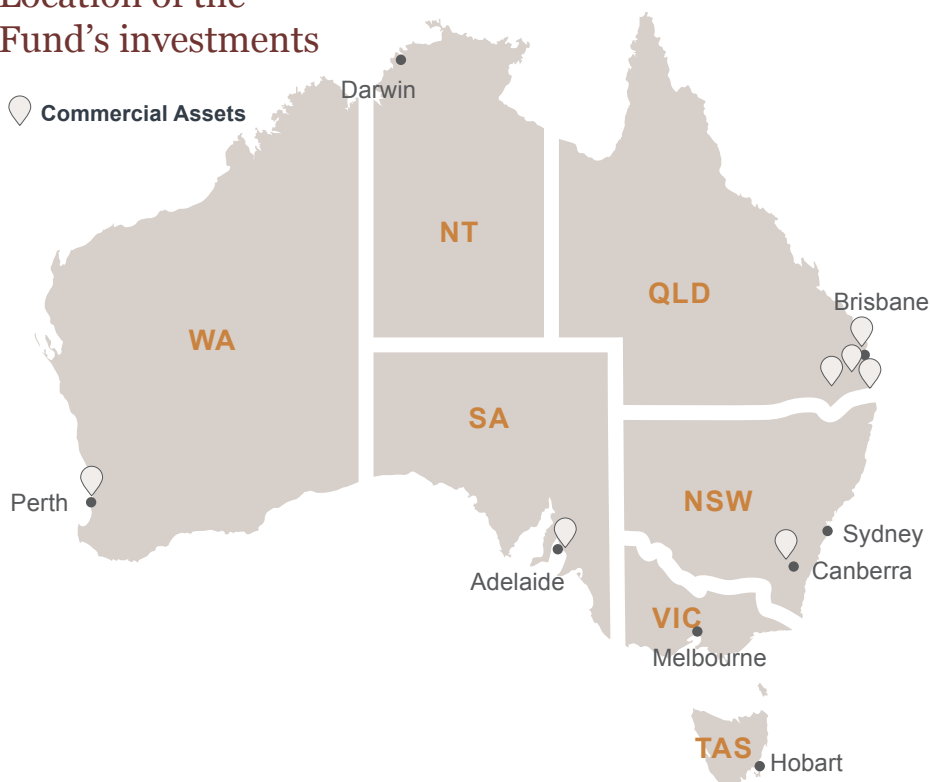 Location of the
Fund's investments
Commercial Assets
Darwin
NT
QLD
Brisbane
WA
SA
Perth
NSW
Sydney
Adelaide
Canberra
VIC
Melbourne
TAS
Hobart